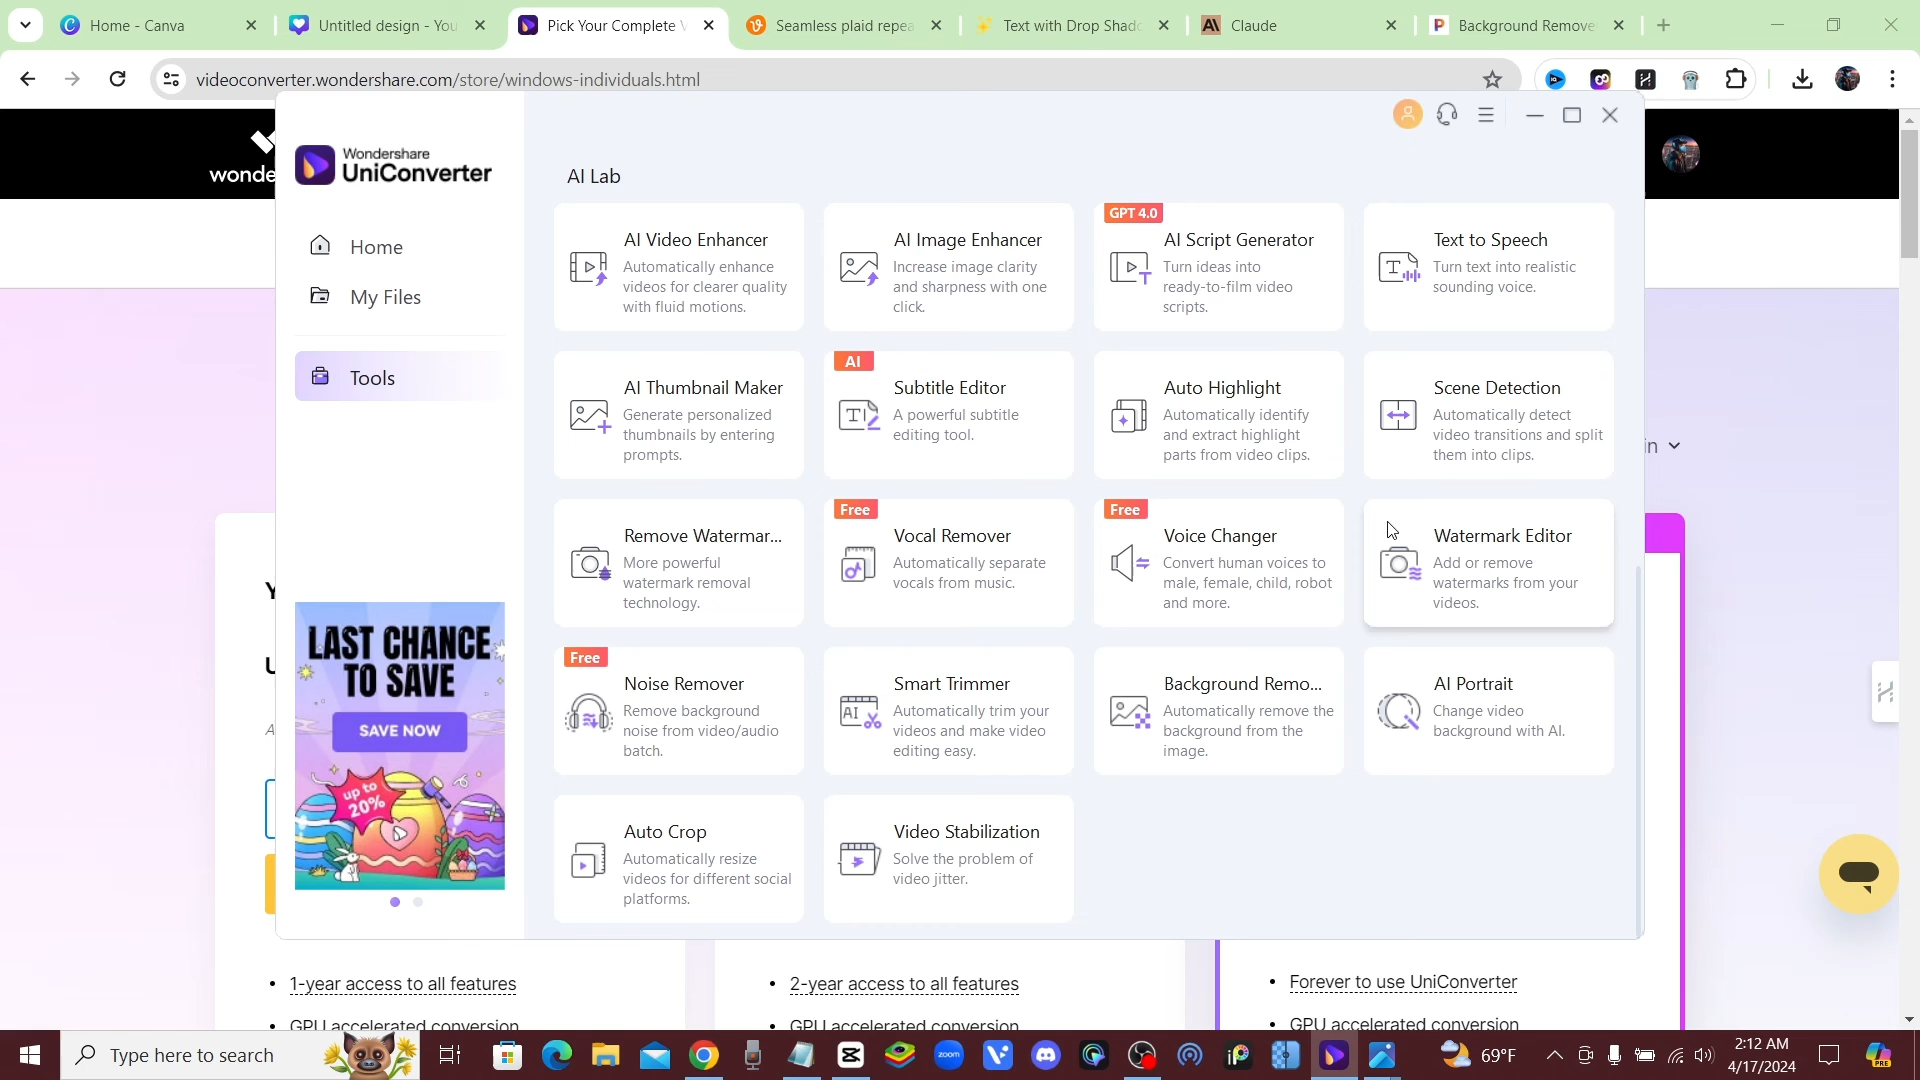 Home - Canva
Untitled design - You
Pick Your Complete V
Seamless plaid repea
Text with Drop Shado
Claude
Background Remove
videoconverter.wondershare.com/store/windows-individuals.html
wonde
Wondershare
UniConverter
Home
My Files
Tools
LAST CHANCE
TO SAVE
SAVE NOW
up to
20%
AI Lab
AI Video Enhancer
Automatically enhance
videos for clearer quality
with fluid motions.
AI Image Enhancer
Increase image clarity
and sharpness with one
click.
GPT 4.0
AI Script Generator
Turn ideas into
ready-to-film video
scripts.
Text to Speech
Turn text into realistic
sounding voice.
AI Thumbnail Maker
Generate personalized
thumbnails by entering
prompts.
AI
Subtitle Editor
A powerful subtitle
editing tool.
Auto Highlight
Automatically identify
and extract highlight
parts from video clips.
Scene Detection
Automatically detect
video transitions and split
them into clips.
Remove Watermar...
More powerful
watermark removal
technology.
Free
Vocal Remover
Automatically separate
vocals from music.
Free
Voice Changer
Convert human voices to
male, female, child, robot
and more.
Watermark Editor
Add or remove
watermarks from your
videos.
Free
Noise Remover
Remove background
noise from video/audio
batch.
Smart Trimmer
Automatically trim your
videos and make video
editing easy.
Background Remo...
Automatically remove the
background from the
image.
AI Portrait
Change video
background with AI.
Auto Crop
Automatically resize
videos for different social
platforms.
Video Stabilization
Solve the problem of
video jitter.
in
1-year access to all features
GPU accelerated conversion
2-year access to all features
GPU accelerated conversion
Forever to use UniConverter
GPU accelerated conversion
Type here to search
zoom
69°F
2:12 AM
4/17/2024